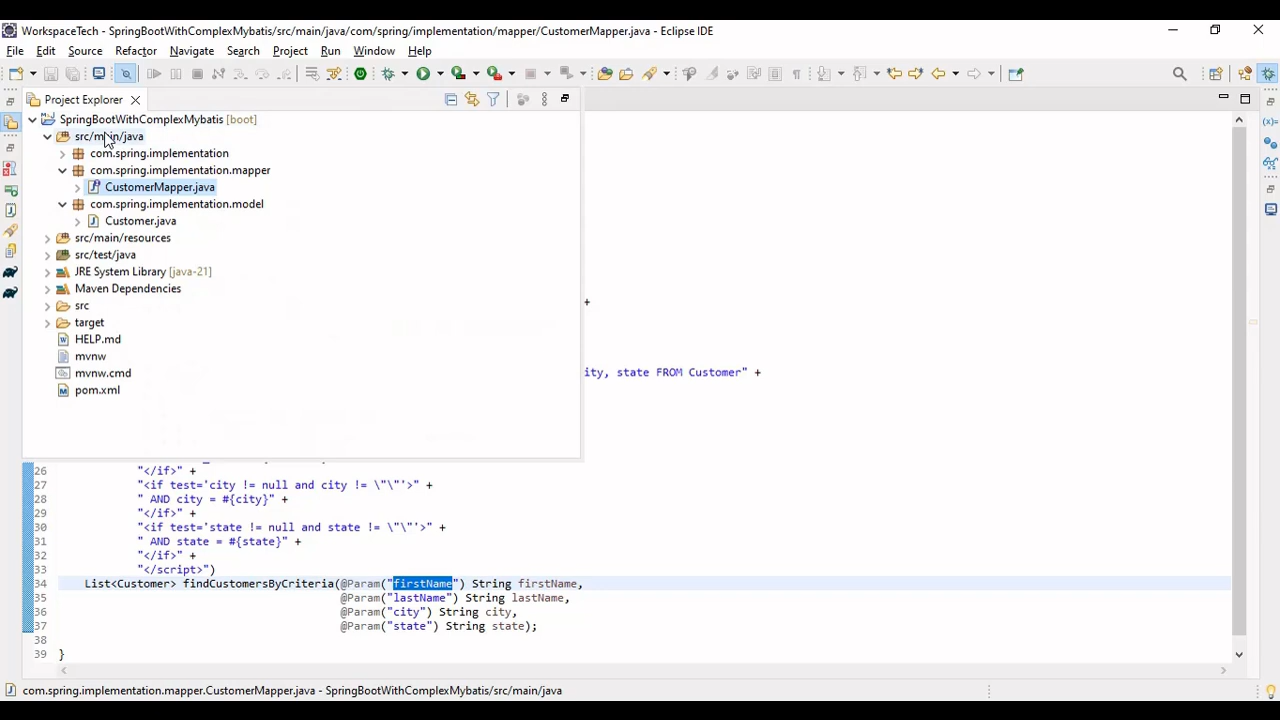 WorkspaceTech - SpringBootWithComplexMybatis/src/main/java/com/spring/implementation/mapper/CustomerMapper.java - Eclipse IDE
File Edit Source Refactor Navigate Search Project Run Window Help
Project Explorer
SpringBootWithComplexMybatis [boot]
src/main/java
com.spring.implementation
com.spring.implementation.mapper
CustomerMapper.java
com.spring.implementation.model
Customer.java
src/main/resources
src/test/java
JRE System Library [java-21]
+
Maven Dependencies
src
target
HELP.md
mvnw
mvnw.cmd
ity, state FROM Customer" +
pom.xml
26 "</if>" +
27 "<if test='city != null and city != \"\"'>" +
28 " AND city = #{city}" +
29 "</if>" +
30 "<if test='state != null and state != \"\"'>" +
31 " AND state = #{state}" +
32 "</if>" +
33 "</script>")
34 List<Customer> findCustomersByCriteria(@Param("firstName") String firstName,
35 @Param("lastName") String lastName,
36 @Param("city") String city,
37 @Param("state") String state);
38
39 }
com.spring.implementation.mapper.CustomerMapper.java - SpringBootWithComplexMybatis/src/main/java